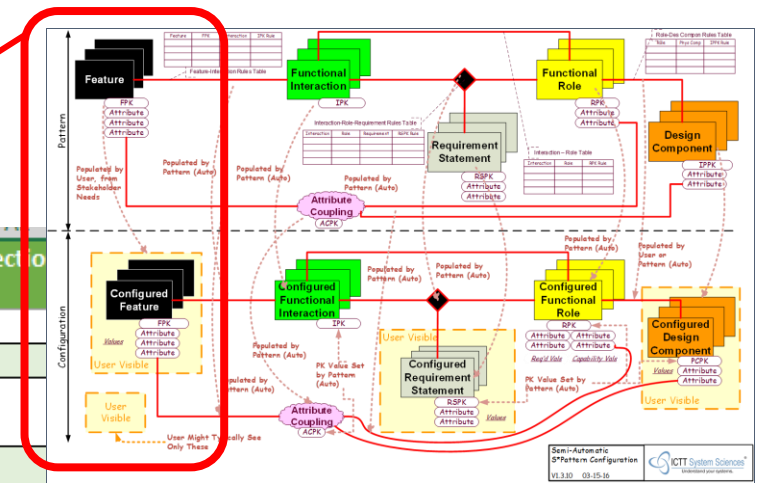 Feature FPK Interaction IPK Rule
Feature-Interaction Rules Table
Role-Des Compon Rules Table
Role Phys Comp IPPK Rule
Feature
FPK
Attribute
Attribute
Attribute
Functional
Interaction
IPK
Functional
Role
RPK
Attribute
Attribute
Interaction-Role-Requirement Rules Table
Interaction Role Requirement RSPK Rule
Requirement
Statement
RSPK
Attribute
Attribute
Interaction - Role Table
Interaction Role RPK Rule
Design
Component
IPPK
Attribute
Attribute
Pattern
Populated by
User, from
Stakeholder
Needs
Populated by
Pattern (Auto)
Populated by
Pattern (Auto)
Populated by
Pattern (Auto)
Attribute
Coupling
ACPK
ectio
Configuration
Configured
Feature
FPK
Attribute
Attribute
Attribute
Values
User Visible
User
Visible
User Might Typically See
Only These
Configured
Functional
Interaction
IPK
Populated by
Pattern (Auto)
Populated by
Pattern (Auto)
Populated by
Pattern (Auto)
Populated by
User or
Pattern (Auto)
Configured
Functional
Role
RPK
Attribute Attribute
Attribute Attribute
Req'd Vale Capability Vale
Populated by
Pattern (Auto)
opulated by
Pattern (Auto)
PK Value Set
by Pattern
(Auto)
User Visible
Configured
Requirement
Statement
RSPK
Attribute
Attribute
Values
PK Value Set by
Pattern (Auto)
Configured
Design
Component
PCPK
Attribute
Attribute
Values
User Visible
Attribute
Coupling
ACPK
Semi-Automatic
S*Pattern Configuration
V1.3.10 03-15-16
ICTT System Sciences
Understand your systems.